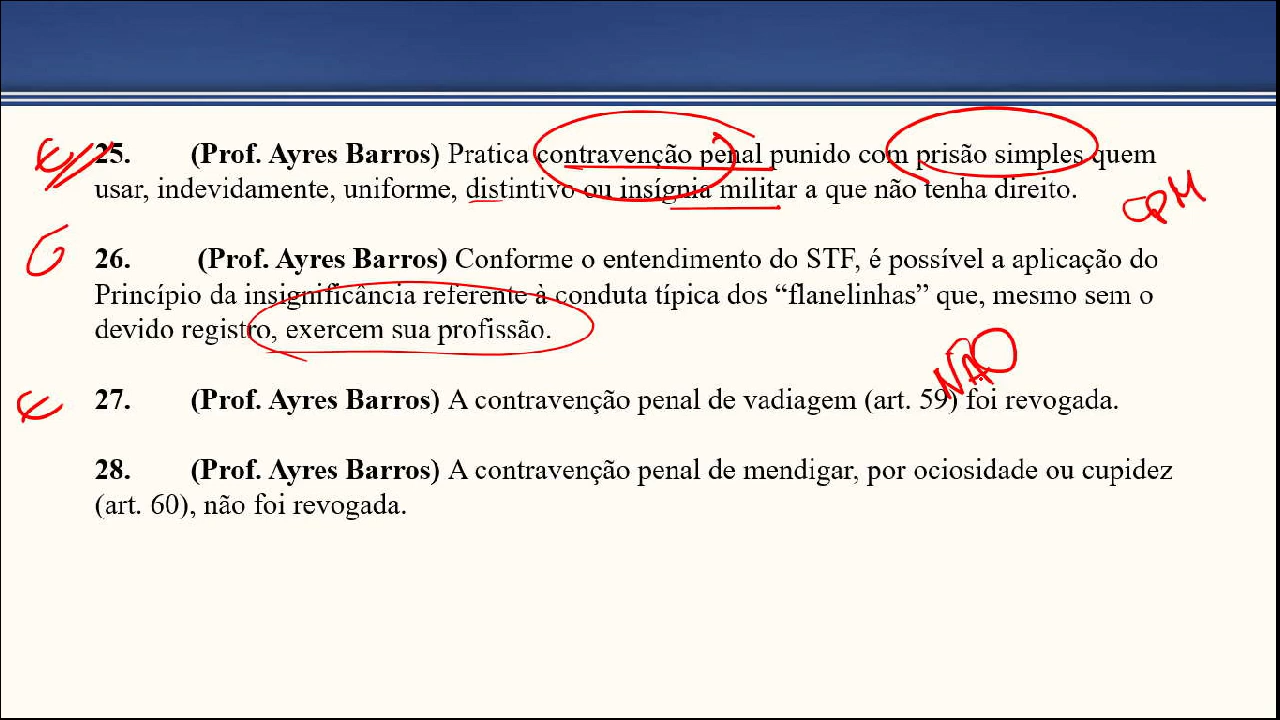 E 25. (Prof. Ayres Barros) Pratica contravenção penal punido com prisão simples quem
usar, indevidamente, uniforme, distintivo ou insígnia militar a que não tenha direito.
CPM
C 26. (Prof. Ayres Barros) Conforme o entendimento do STF, é possível a aplicação do
Princípio da insignificância referente à conduta típica dos “flanelinhas” que, mesmo sem o
devido registro, exercem sua profissão.
NÃO
E 27. (Prof. Ayres Barros) A contravenção penal de vadiagem (art. 59) foi revogada.
28. (Prof. Ayres Barros) A contravenção penal de mendigar, por ociosidade ou cupidez
(art. 60), não foi revogada.